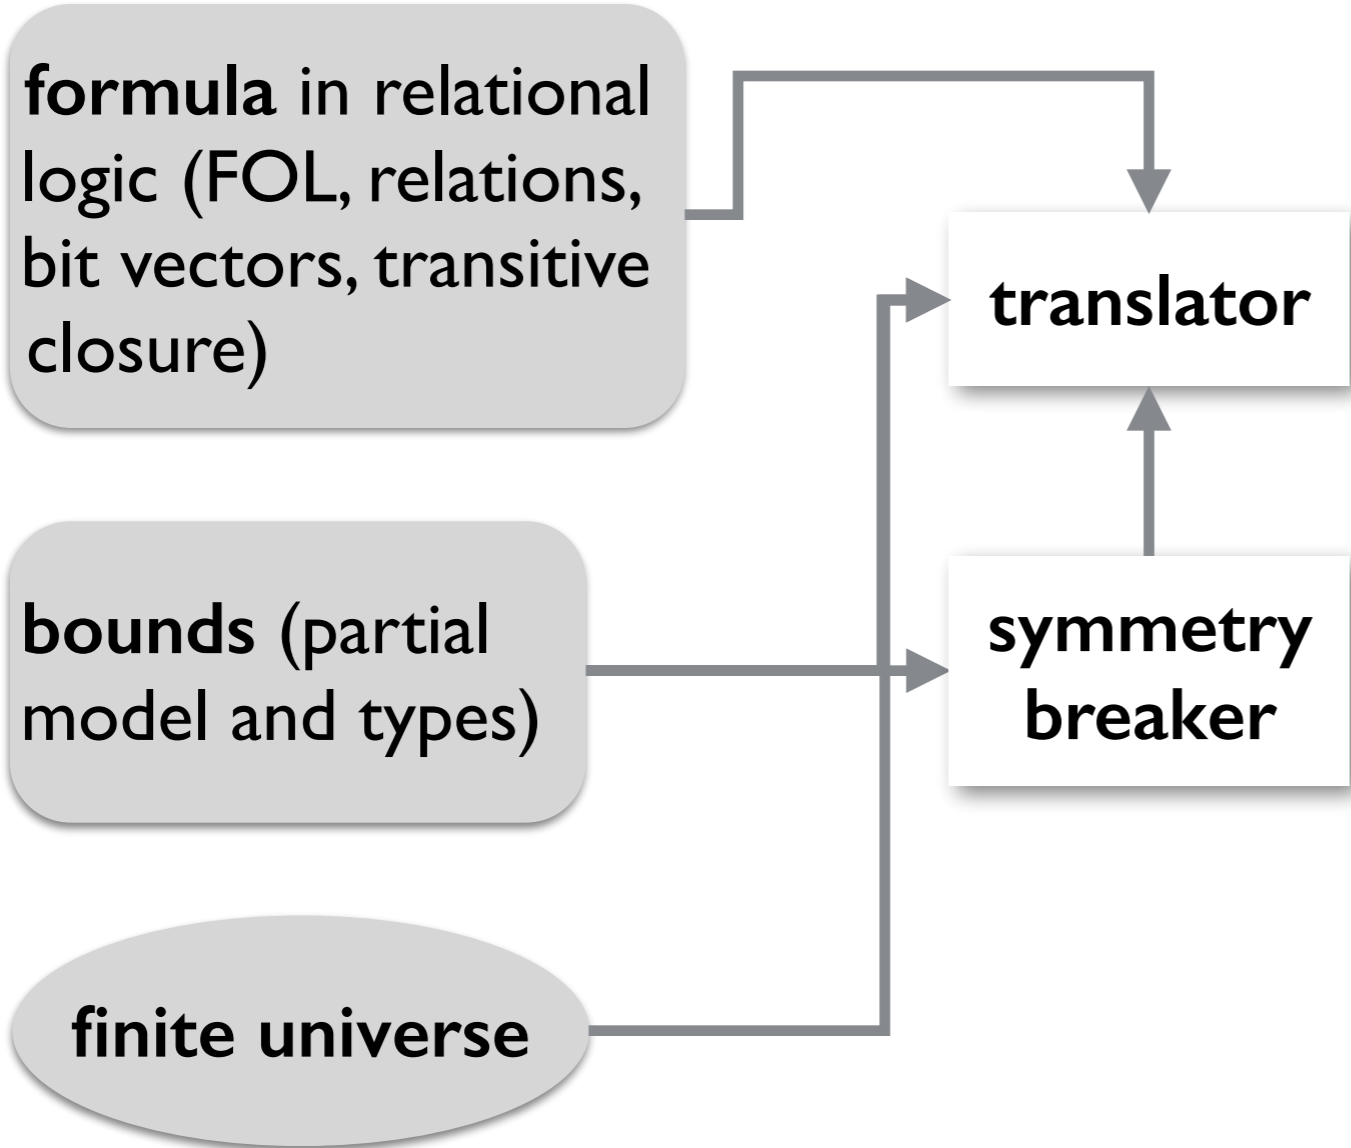 formula in relational
logic (FOL, relations,
bit vectors, transitive
closure)
translator
bounds (partial
model and types)
symmetry
breaker
finite universe